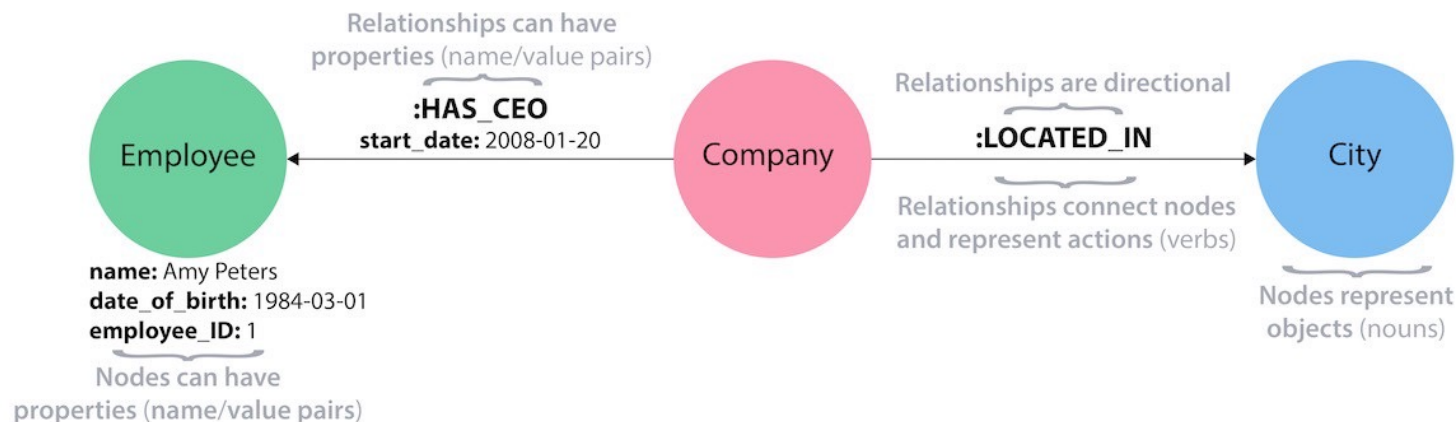 Relationships can have
properties (name/value pairs)
:HAS_CEO
start_date: 2008-01-20
Relationships are directional
:LOCATED_IN
Employee
Company
City
Relationships connect nodes
and represent actions (verbs)
name: Amy Peters
date_of_birth: 1984-03-01
employee_ID: 1
Nodes can have
properties (name/value pairs)
Nodes represent
objects (nouns)